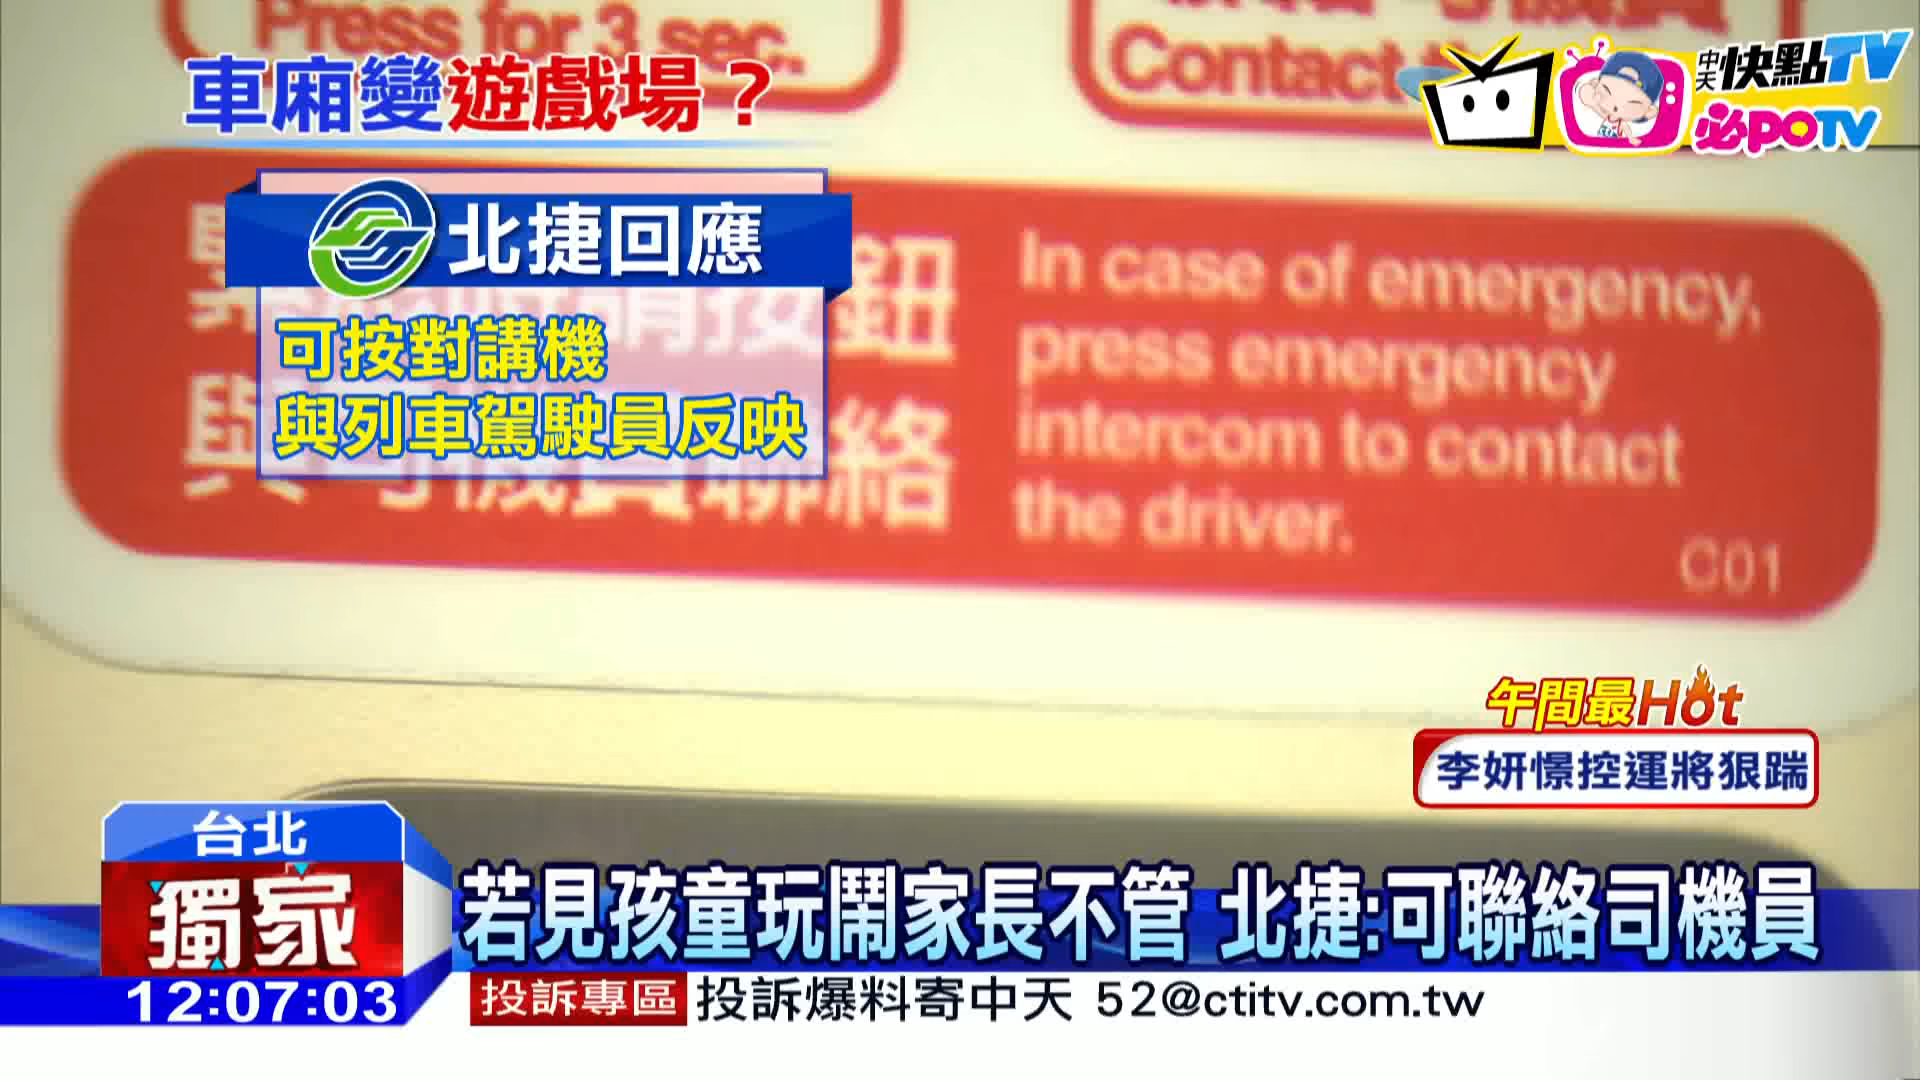 Press for 3 sec.
Contact
車廂變遊戲場？
中天快點TV
必POTV
北捷回應
可按對講機
與列車駕駛員反映
按鈕
聯絡
In case of emergency,
press emergency
intercom to contact
the driver.
C01
午間最Hot
李妍憬控運將狠踹
台北
獨家
若見孩童玩鬧家長不管 北捷:可聯絡司機員
12:07:03
投訴專區 投訴爆料寄中天 52@ctitv.com.tw